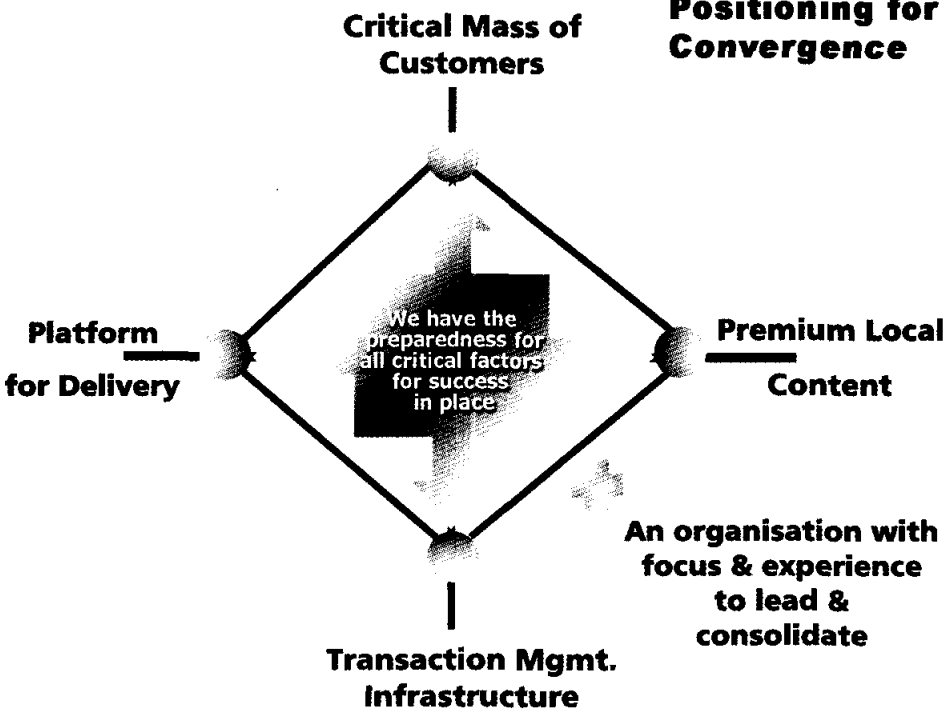 Positioning for
Convergence
Critical Mass of
Customers
We have the
preparedness for
all critical factors
for success
in place
Platform
for Delivery
Premium Local
Content
An organisation with
focus & experience
to lead &
consolidate
Transaction Mgmt.
Infrastructure